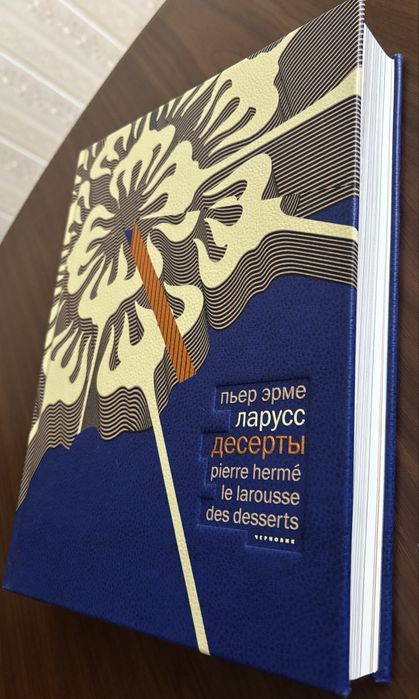 пьер эрме
ларусс
десерты
pierre hermé
le larousse
des desserts
черновик